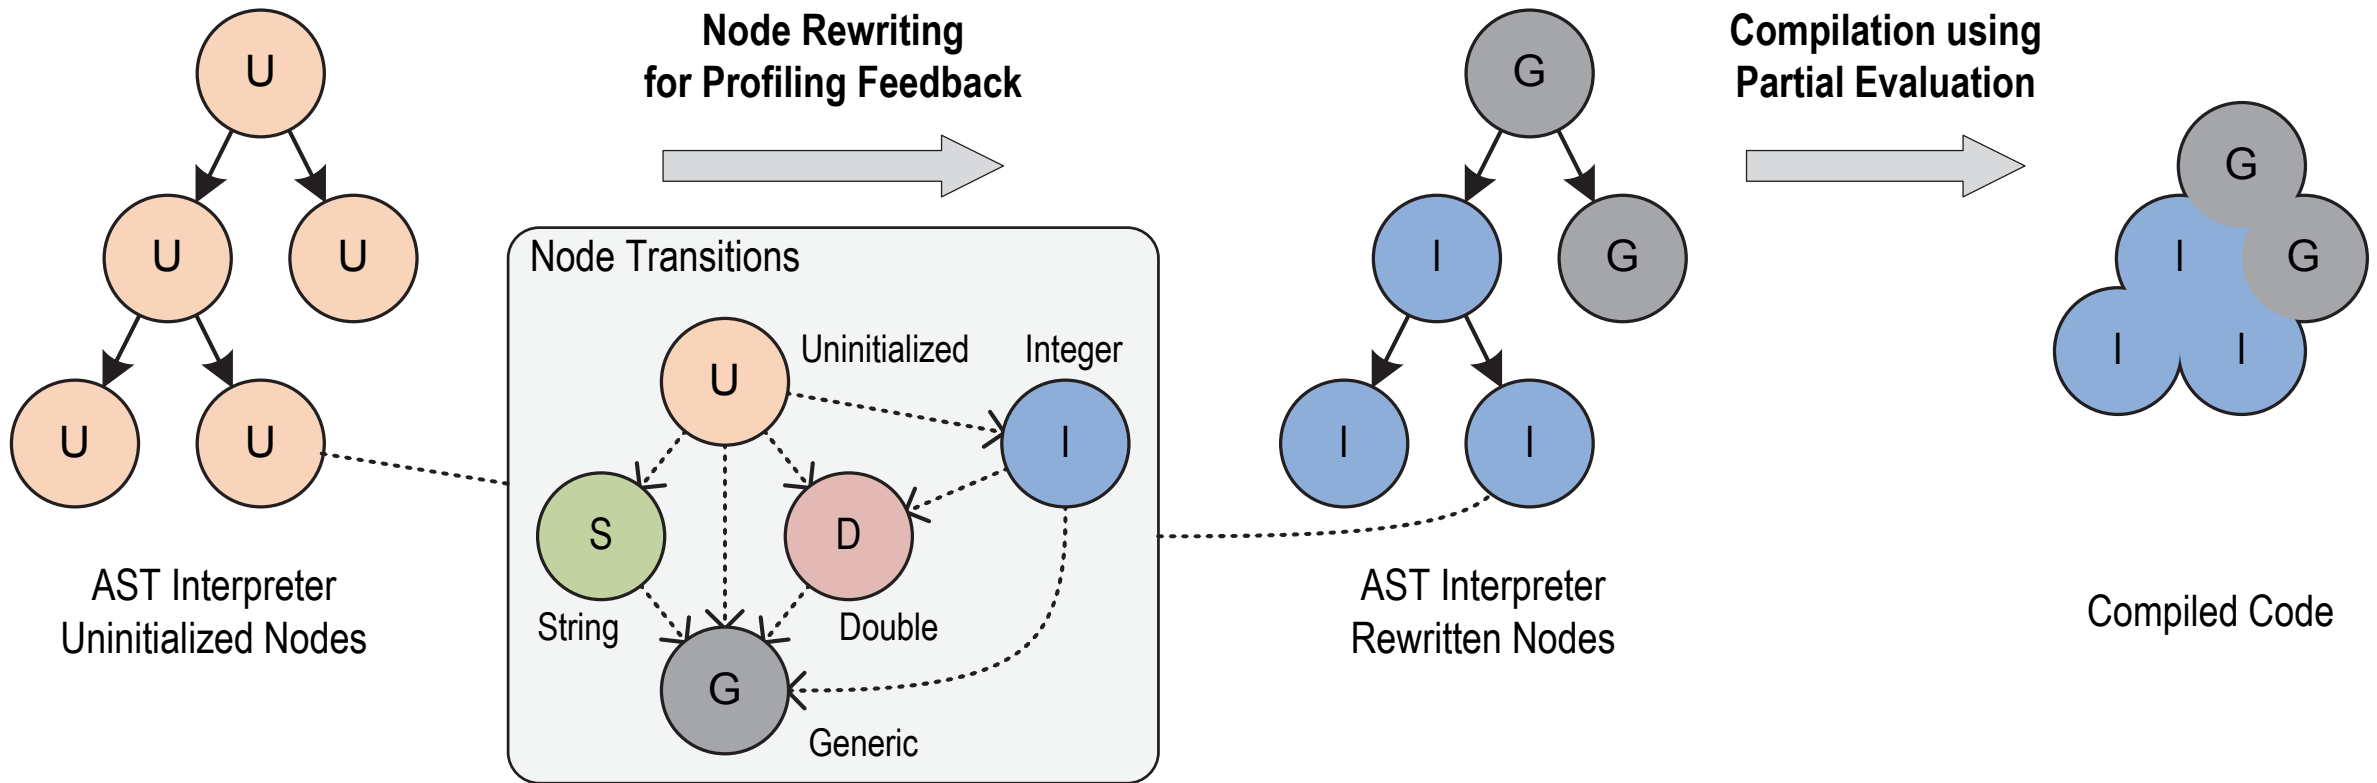 U
U
U
U
U
AST Interpreter
Uninitialized Nodes
Node Rewriting
for Profiling Feedback
Node Transitions
U
Uninitialized
Integer
I
S
D
String
Double
G
Generic
G
I
G
I
I
AST Interpreter
Rewritten Nodes
Compilation using
Partial Evaluation
G
I
G
I
I
Compiled Code